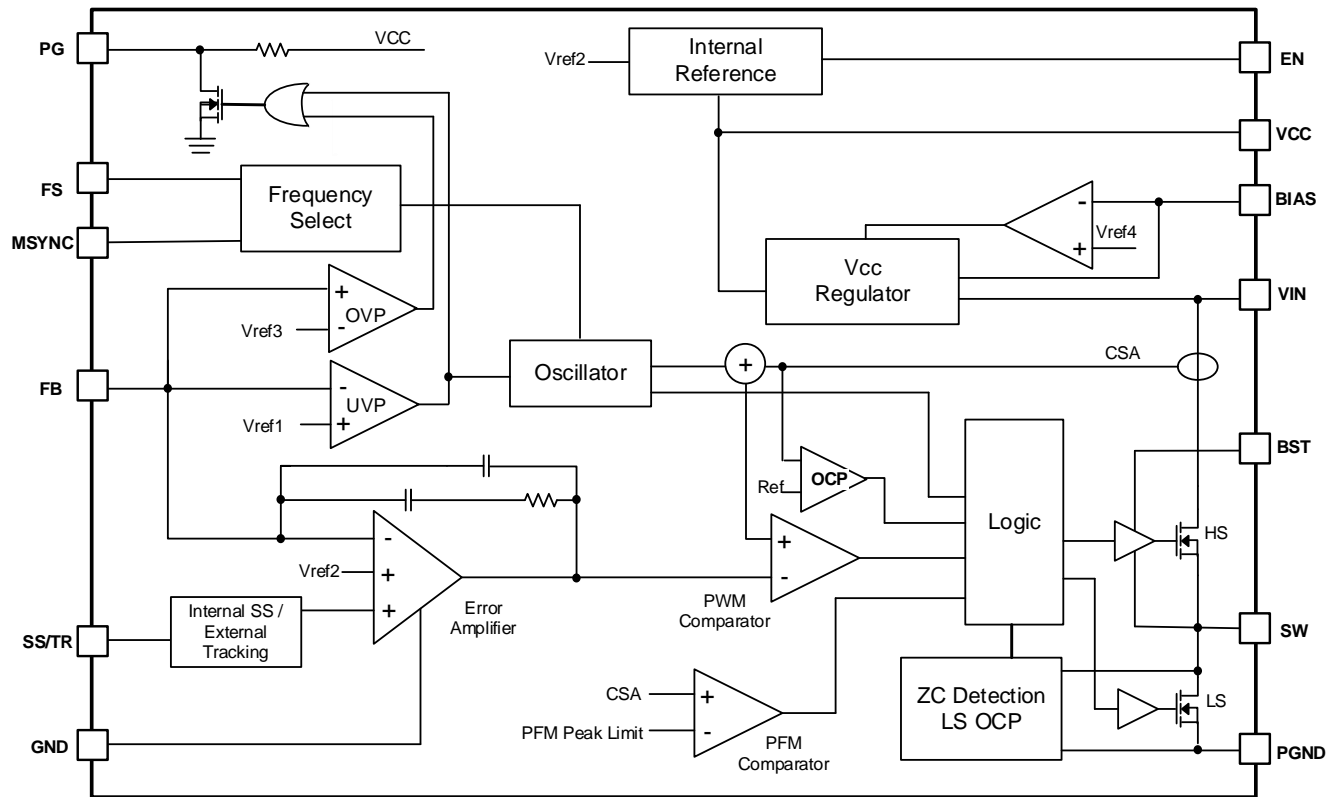 PG
VCC
Vref2
Internal
Reference
EN
VCC
FS
Frequency
Select
MSYNC
-
BIAS
Vref4
+
Vcc
Regulator
VIN
+
OVP
Vref3
-
CSA
FB
-
UVP
Vref1
+
Oscillator
+
BST
OCP
Ref
Logic
HS
+
-
PWM
Comparator
-
Vref2
+
+
Error
Amplifier
Internal SS /
External
Tracking
SS/TR
SW
ZC Detection
LS OCP
LS
CSA
+
PFM Peak Limit
-
PFM
Comparator
GND
PGND